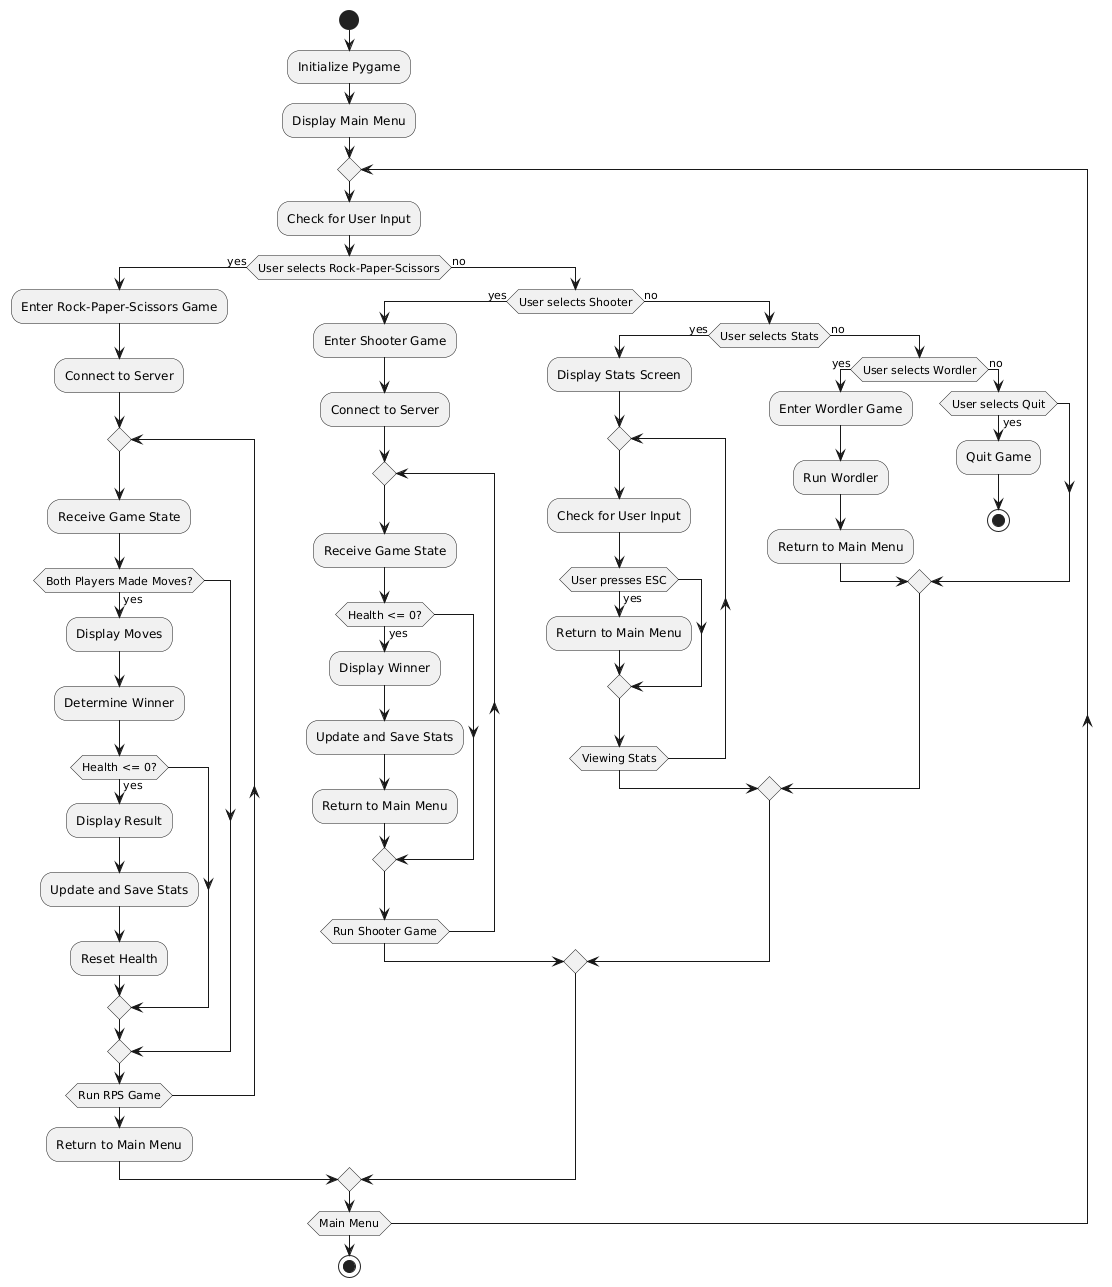 Initialize Pygame
Display Main Menu
Check for User Input
yes
User selects Rock-Paper-Scissors
no
Enter Rock-Paper-Scissors Game
Connect to Server
Receive Game State
Both Players Made Moves?
yes
Display Moves
Determine Winner
Health <= 0?
yes
Display Result
Update and Save Stats
Reset Health
Run RPS Game
Return to Main Menu
yes
User selects Shooter
no
Enter Shooter Game
Connect to Server
Receive Game State
Health <= 0?
yes
Display Winner
Update and Save Stats
Return to Main Menu
Run Shooter Game
yes
User selects Stats
no
Display Stats Screen
Check for User Input
User presses ESC
yes
Return to Main Menu
Viewing Stats
yes
User selects Wordler
no
Enter Wordler Game
Run Wordler
Return to Main Menu
User selects Quit
yes
Quit Game
Main Menu